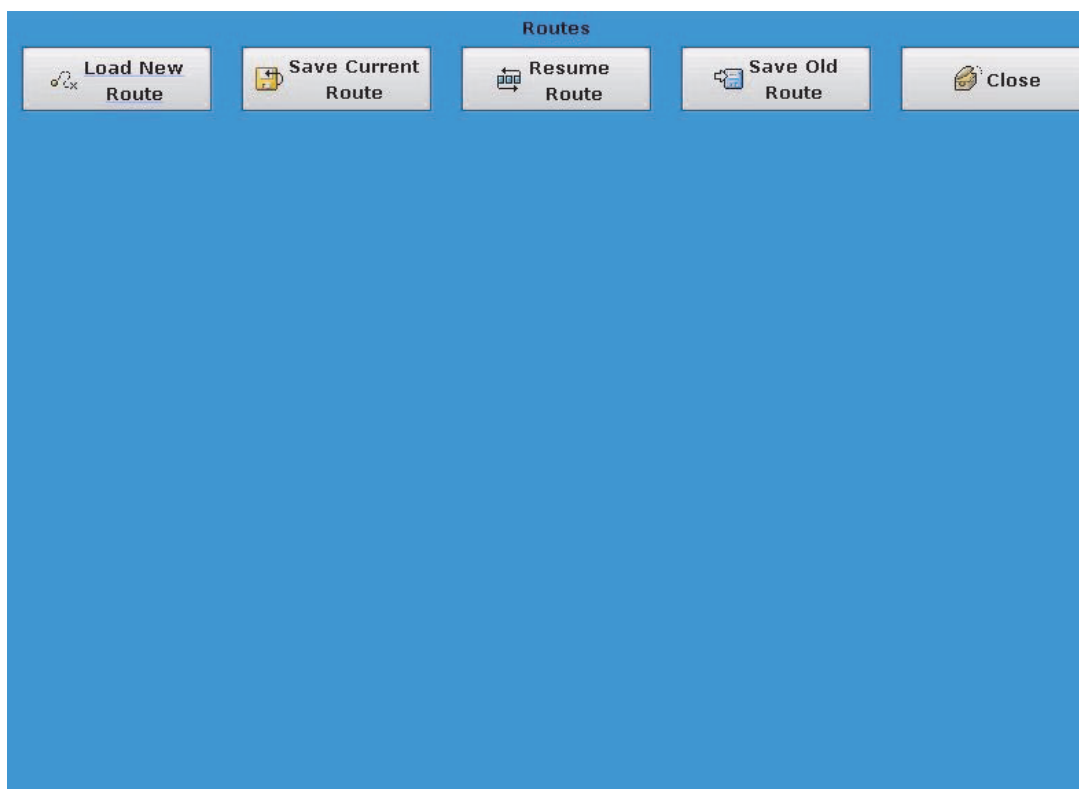 Routes
Load New
Route
Save Current
Route
Resume
Route
Save Old
Route
Close